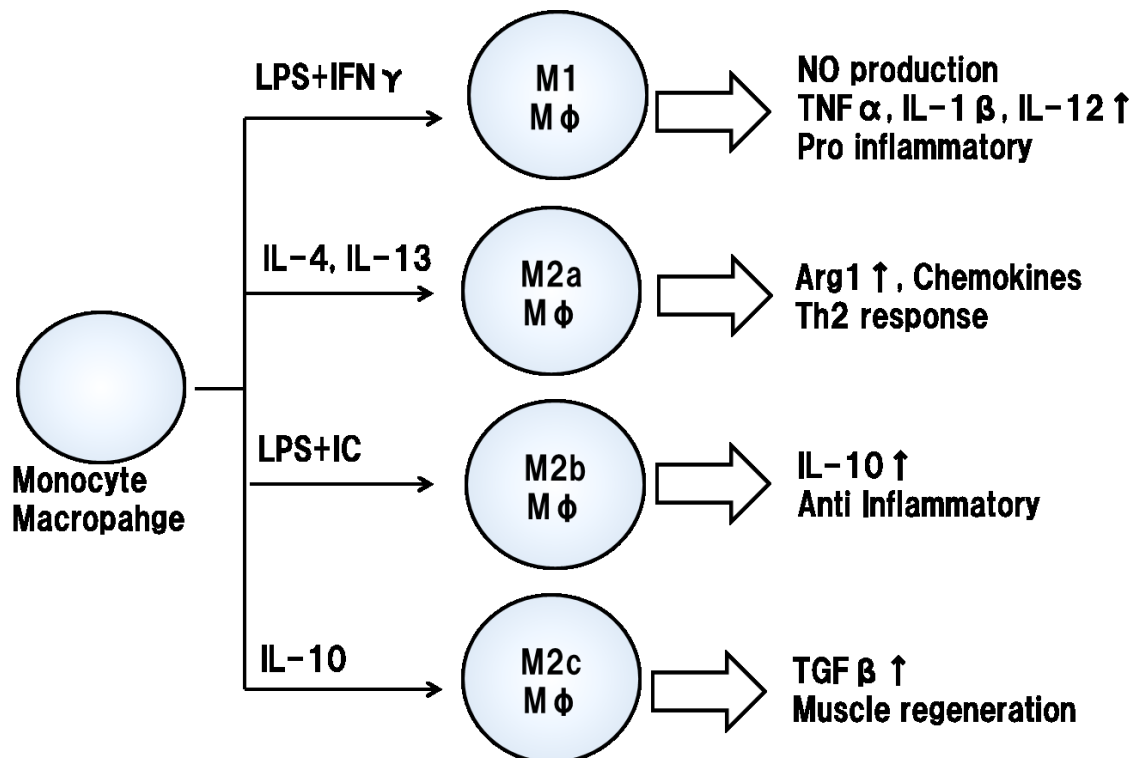 LPS+IFNγ
M1
MΦ
NO production
TNFα, IL-1β, IL-12↑
Pro inflammatory
IL-4, IL-13
M2a
MΦ
Arg1↑, Chemokines
Th2 response
Monocyte
Macropahge
LPS+IC
M2b
MΦ
IL-10↑
Anti Inflammatory
IL-10
M2c
MΦ
TGFβ↑
Muscle regeneration